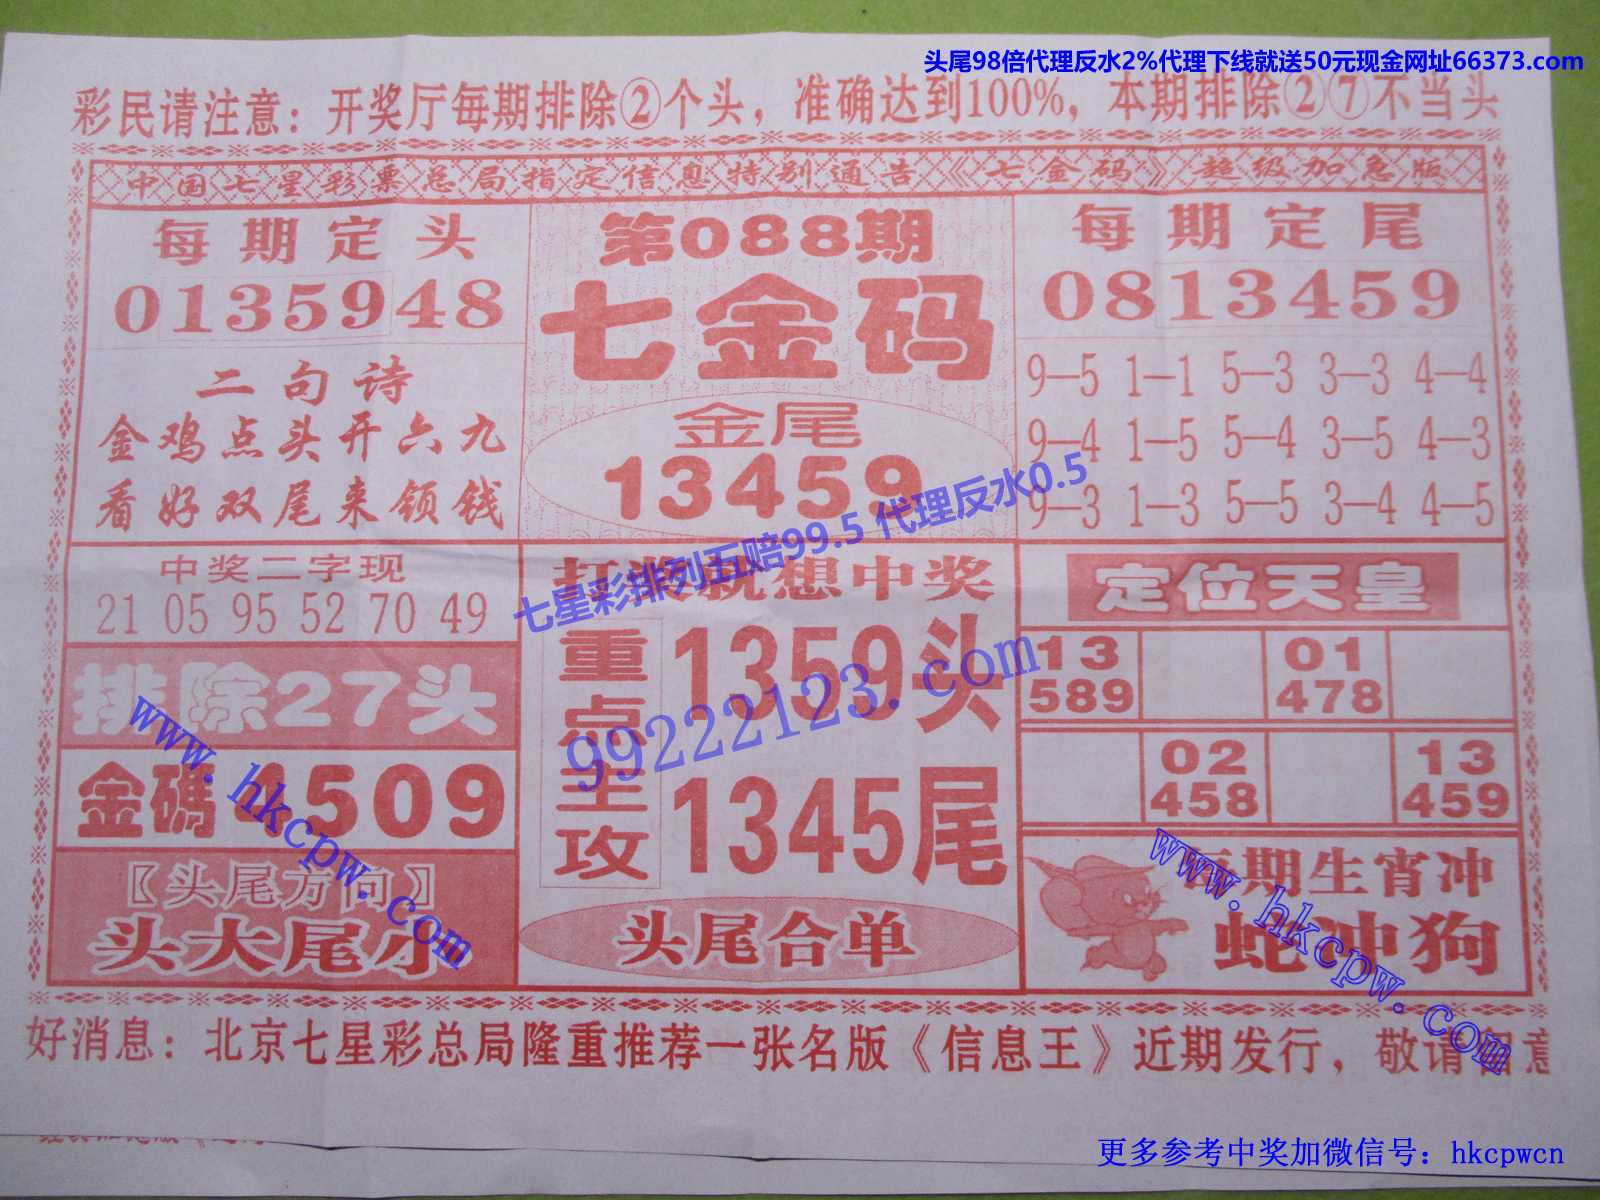 头尾98倍代理反水2%代理下线就送50元现金网址66373.com
彩民请注意：开奖厅每期排除②个头，准确达到100%，本期排除②⑦不当头
中国七星彩票总局指定信息特别通告《七金码》超级加急版
每期定头
0135948
第088期
七金码
每期定尾
0813459
二句诗
金鸡点头开六九
看好双尾来领钱
金尾
13459
9—5 1—1 5—3 3—3 4—4
9—4 1—5 5—4 3—5 4—3
9—3 1—3 5—5 3—4 4—5
七星彩排列五赔99.5 代理反水0.5
中奖二字现
21 05 95 52 70 49
排除27头
金碼 509
〖头尾方向〗
头大尾小
想中奖
重点主攻
1359头
1345尾
99222123.com
头尾合单
定位天皇
13 589
01 478
02 458
13 459
每期生宵冲
蛇冲狗
www.hkcpw.com
www.hkcpw.com
好消息：北京七星彩总局隆重推荐一张名版《信息王》近期发行，敬请留意
更多参考中奖加微信号：hkcpwcn